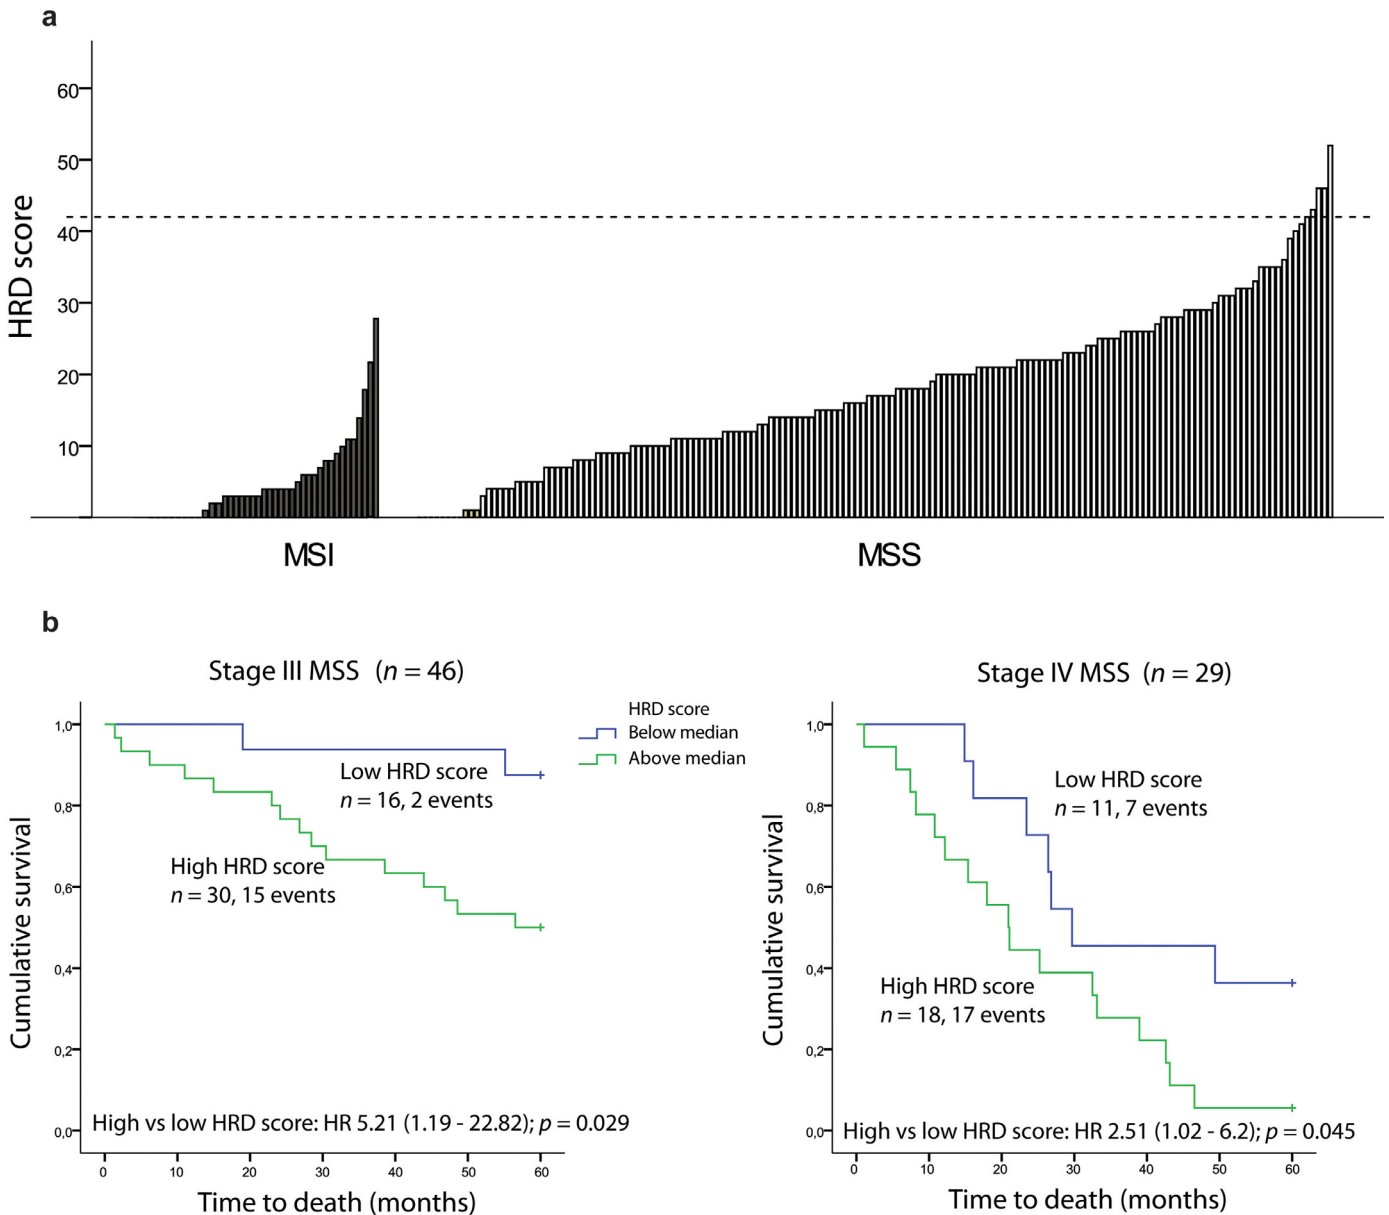 a
HRD score
60
50
40
30
20
10
MSI
MSS
b
Stage III MSS (n = 46)
Cumulative survival
1,0
0,8
0,6
0,4
0,2
0,0
Low HRD score
n = 16, 2 events
High HRD score
n = 30, 15 events
High vs low HRD score: HR 5.21 (1.19 - 22.82); p = 0.029
0 10 20 30 40 50 60
Time to death (months)
HRD score
Below median
Above median
Stage IV MSS (n = 29)
Cumulative survival
1,0
0,8
0,6
0,4
0,2
0,0
Low HRD score
n = 11, 7 events
High HRD score
n = 18, 17 events
High vs low HRD score: HR 2.51 (1.02 - 6.2); p = 0.045
0 10 20 30 40 50 60
Time to death (months)